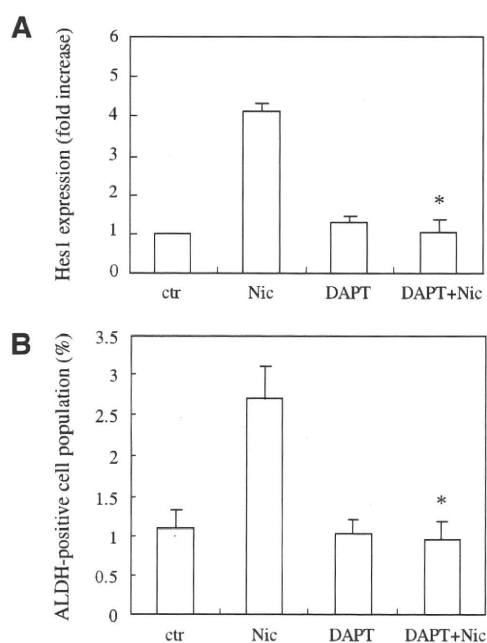 A
Hes1 expression (fold increase)
6
5
4
3
2
1
0
*
ctr Nic DAPT DAPT+Nic
B
ALDH-positive cell population (%)
3.5
3
2.5
2
1.5
1
0.5
0
*
ctr Nic DAPT DAPT+Nic